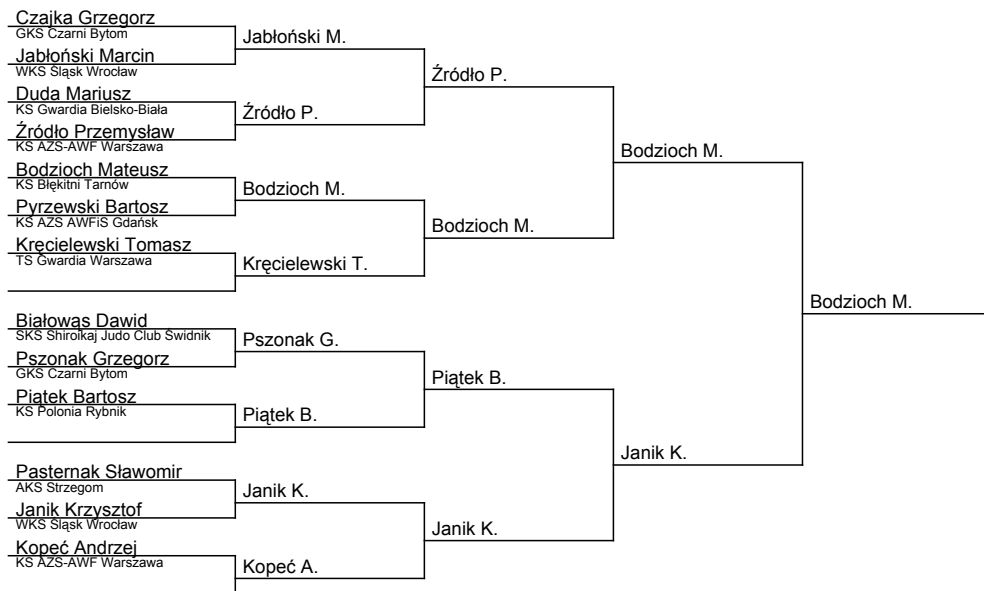 Czajka Grzegorz
GKS Czarni Bytom
Jabłoński M.
Jabłoński Marcin
WKS Śląsk Wrocław
Źródło P.
Duda Mariusz
KS Gwardia Bielsko-Biała
Źródło P.
Źródło Przemysław
KS AZS-AWF Warszawa
Bodzioch M.
Bodzioch Mateusz
KS Błękitni Tarnów
Bodzioch M.
Pyrzewski Bartosz
KS AZS AWFiS Gdańsk
Bodzioch M.
Kręcielewski Tomasz
TS Gwardia Warszawa
Kręcielewski T.
Bodzioch M.
Białowąs Dawid
SKS Shiroikaj Judo Club Świdnik
Pszonak G.
Pszonak Grzegorz
GKS Czarni Bytom
Piątek B.
Piątek Bartosz
KS Polonia Rybnik
Piątek B.
Janik K.
Pasternak Sławomir
AKS Strzegom
Janik K.
Janik Krzysztof
WKS Śląsk Wrocław
Janik K.
Kopeć Andrzej
KS AZS-AWF Warszawa
Kopeć A.